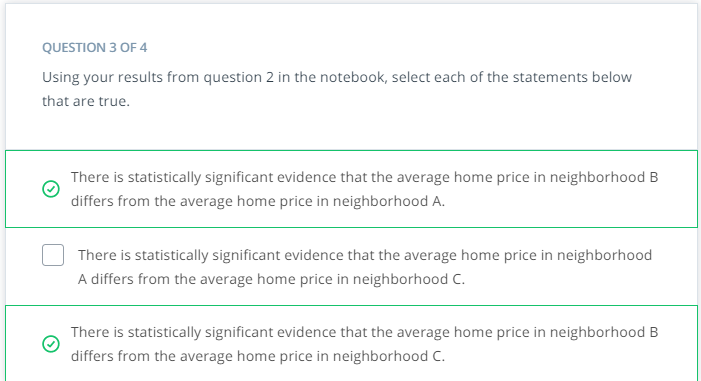 QUESTION 3 OF 4
Using your results from question 2 in the notebook, select each of the statements below
that are true.
There is statistically significant evidence that the average home price in neighborhood B
differs from the average home price in neighborhood A.
There is statistically significant evidence that the average home price in neighborhood
A differs from the average home price in neighborhood C.
There is statistically significant evidence that the average home price in neighborhood B
differs from the average home price in neighborhood C.